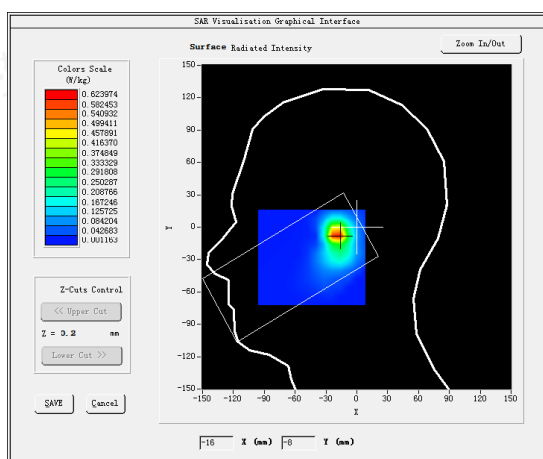 SAR Visualisation Graphical Interface
Surface Radiated Intensity
Zoom In/Out
Colors Scale
(W/kg)
0.623974
0.582453
0.540932
0.499411
0.457891
0.416370
0.374849
0.333329
0.291808
0.250287
0.208766
0.167246
0.125725
0.084204
0.042683
0.001163
Z-Cuts Control
<< Upper Cut
Z = 0.2 mm
Lower Cut >>
SAVE
Cancel
150
120
90
60
30
0
-30
-60
-90
-120
-150
Y
-150 -120 -90 -60 -30 0 30 60 90 120 150
X
-16 X (mm) -8 Y (mm)